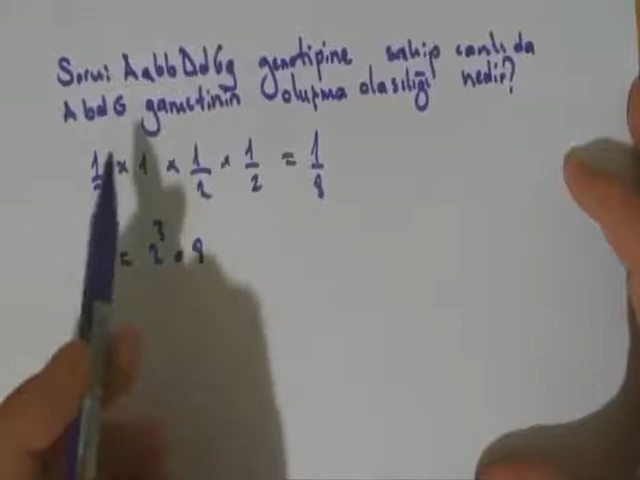 Soru: AabbDdGg genotipine sahip canlıda
AbdG gametinin oluşma olasılığı nedir?
1/2 x 1 x 1/2 x 1/2 = 1/8
= 2³ = 8